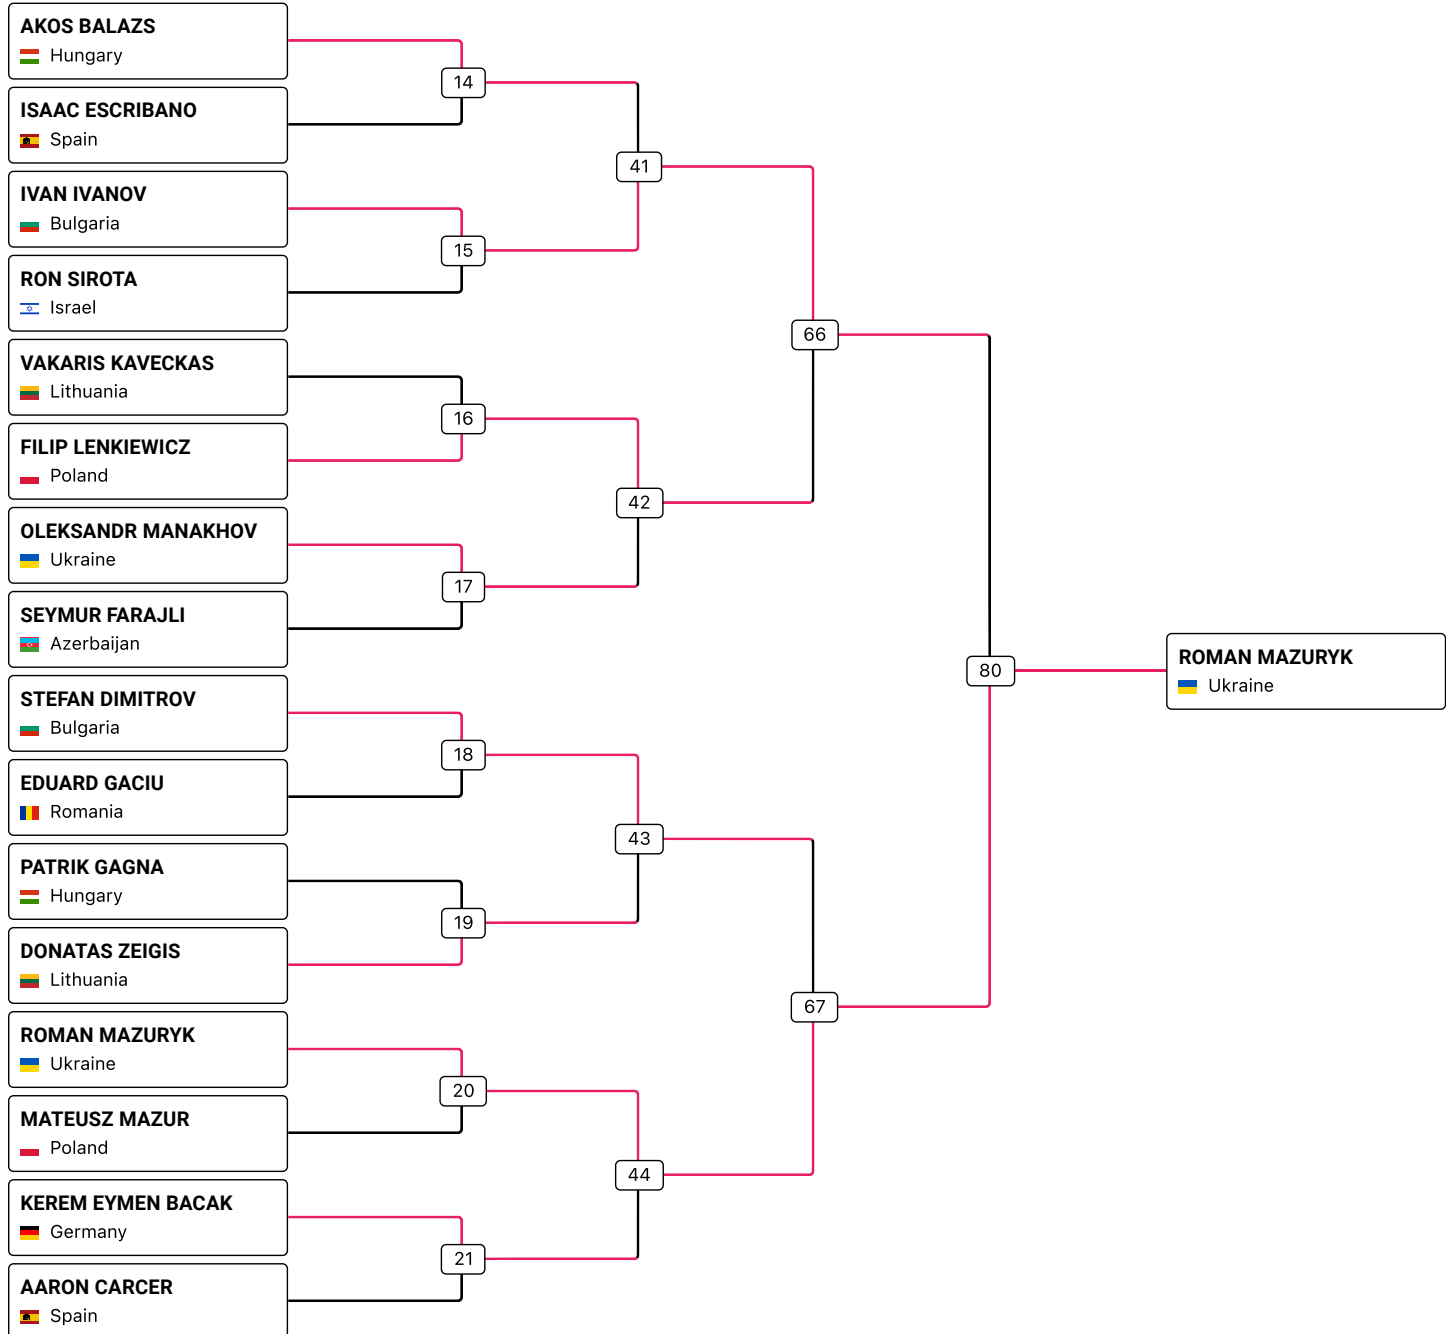 AKOS BALAZS
Hungary
14
ISAAC ESCRIBANO
Spain
41
IVAN IVANOV
Bulgaria
15
RON SIROTA
Israel
66
VAKARIS KAVECKAS
Lithuania
16
FILIP LENKIEWICZ
Poland
42
OLEKSANDR MANAKHOV
Ukraine
17
SEYMUR FARAJLI
Azerbaijan
80
ROMAN MAZURYK
Ukraine
STEFAN DIMITROV
Bulgaria
18
EDUARD GACIU
Romania
43
PATRIK GAGNA
Hungary
19
DONATAS ZEIGIS
Lithuania
67
ROMAN MAZURYK
Ukraine
20
MATEUSZ MAZUR
Poland
44
KEREM EYMEN BACAK
Germany
21
AARON CARCER
Spain